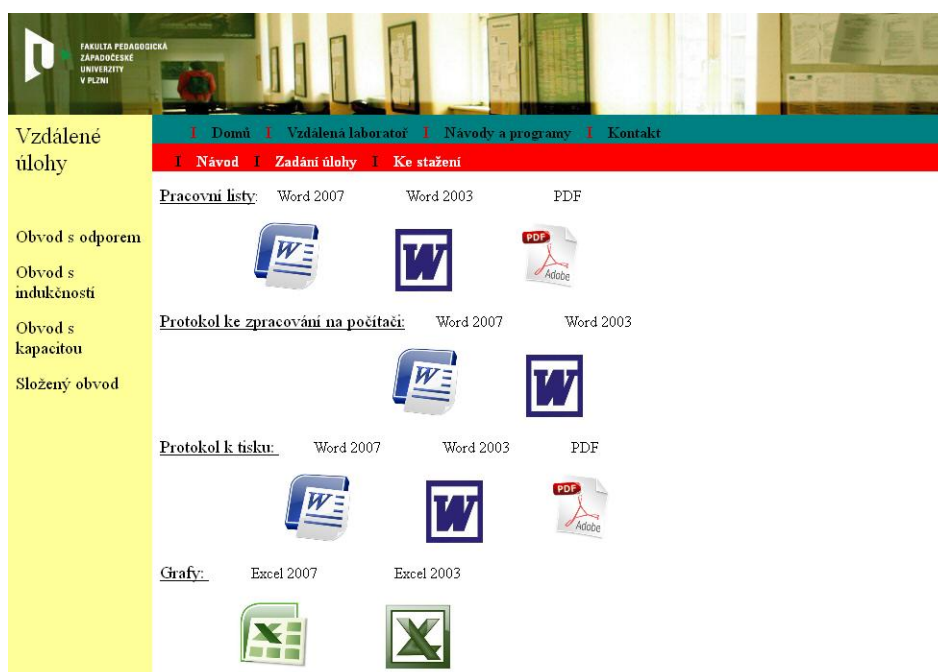 FAKULTA PEDAGOGICKÁ
ZÁPADOČESKÉ
UNIVERZITY
V PLZNI
I Domů I Vzdálená laboratoř I Návody a programy I Kontakt
I Návod I Zadání úlohy I Ke stažení
Vzdálené
úlohy
Obvod s odporem
Obvod s
indukčností
Obvod s
kapacitou
Složený obvod
Pracovní listy: Word 2007 Word 2003 PDF
W W PDF
Adobe
Protokol ke zpracování na počítači: Word 2007 Word 2003
W W
Protokol k tisku: Word 2007 Word 2003 PDF
W W PDF
Adobe
Grafy: Excel 2007 Excel 2003
X X